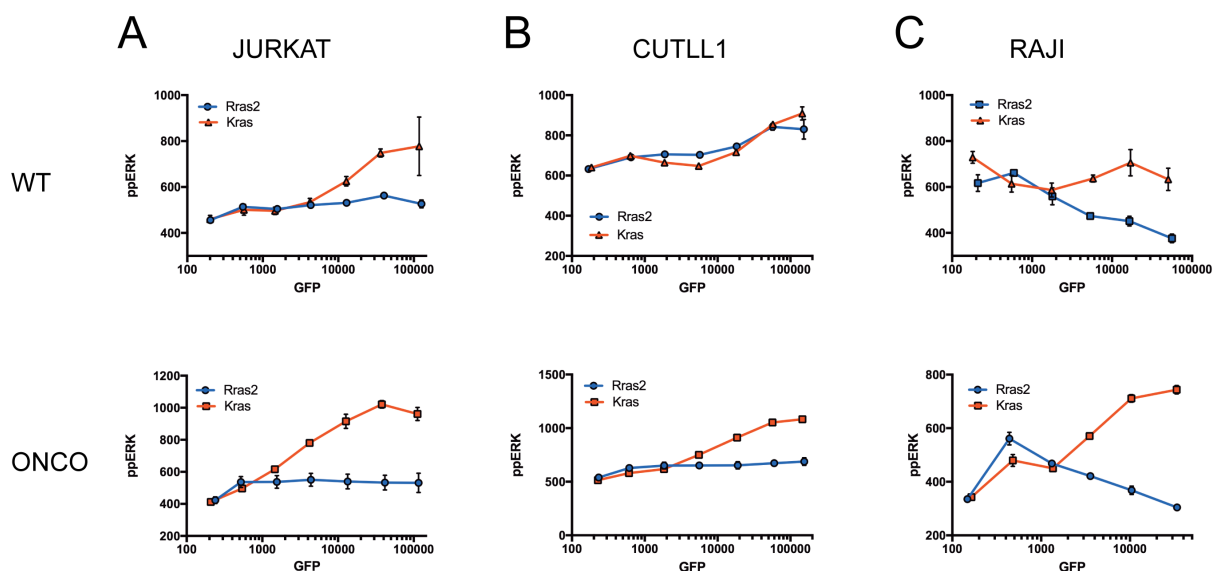 A
JURKAT
B
CUTLL1
C
RAJI
WT
1000
800
600
400
ppERK
Rras2
Kras
100
1000
10000
100000
GFP
1000
800
600
400
200
0
ppERK
Rras2
Kras
100
1000
10000
100000
GFP
1000
800
600
400
ppERK
Rras2
Kras
100
1000
10000
100000
GFP
ONCO
1200
1000
800
600
400
200
ppERK
Rras2
Kras
100
1000
10000
100000
GFP
1500
1000
500
0
ppERK
Rras2
Kras
100
1000
10000
100000
GFP
800
600
400
200
ppERK
Rras2
Kras
100
1000
10000
GFP